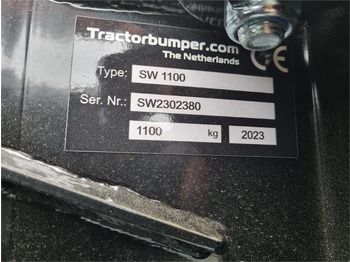 Tractorbumper.com
The Netherlands
CE
Type: SW 1100
Ser. Nr.: SW2302380
1100 kg 2023